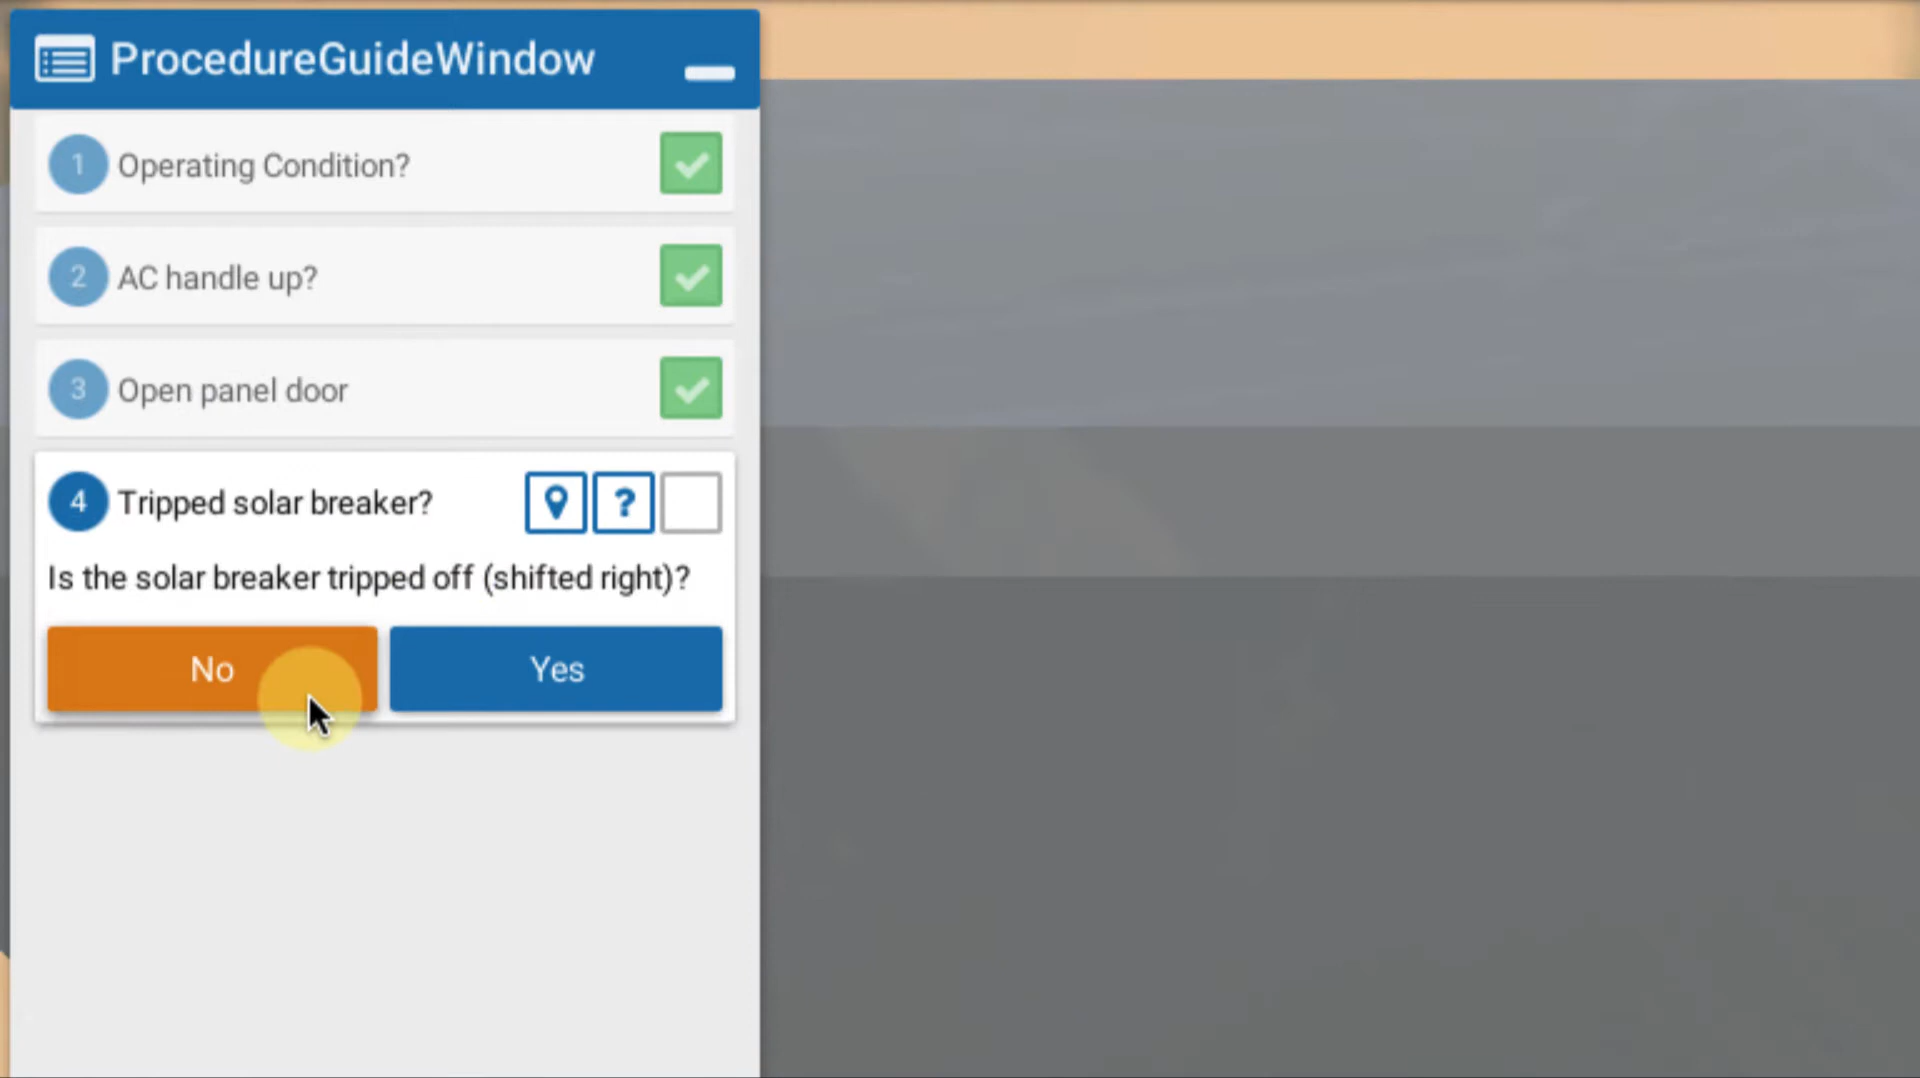 ProcedureGuideWindow
1 Operating Condition?
2 AC handle up?
3 Open panel door
4 Tripped solar breaker? ?
Is the solar breaker tripped off (shifted right)?
No Yes